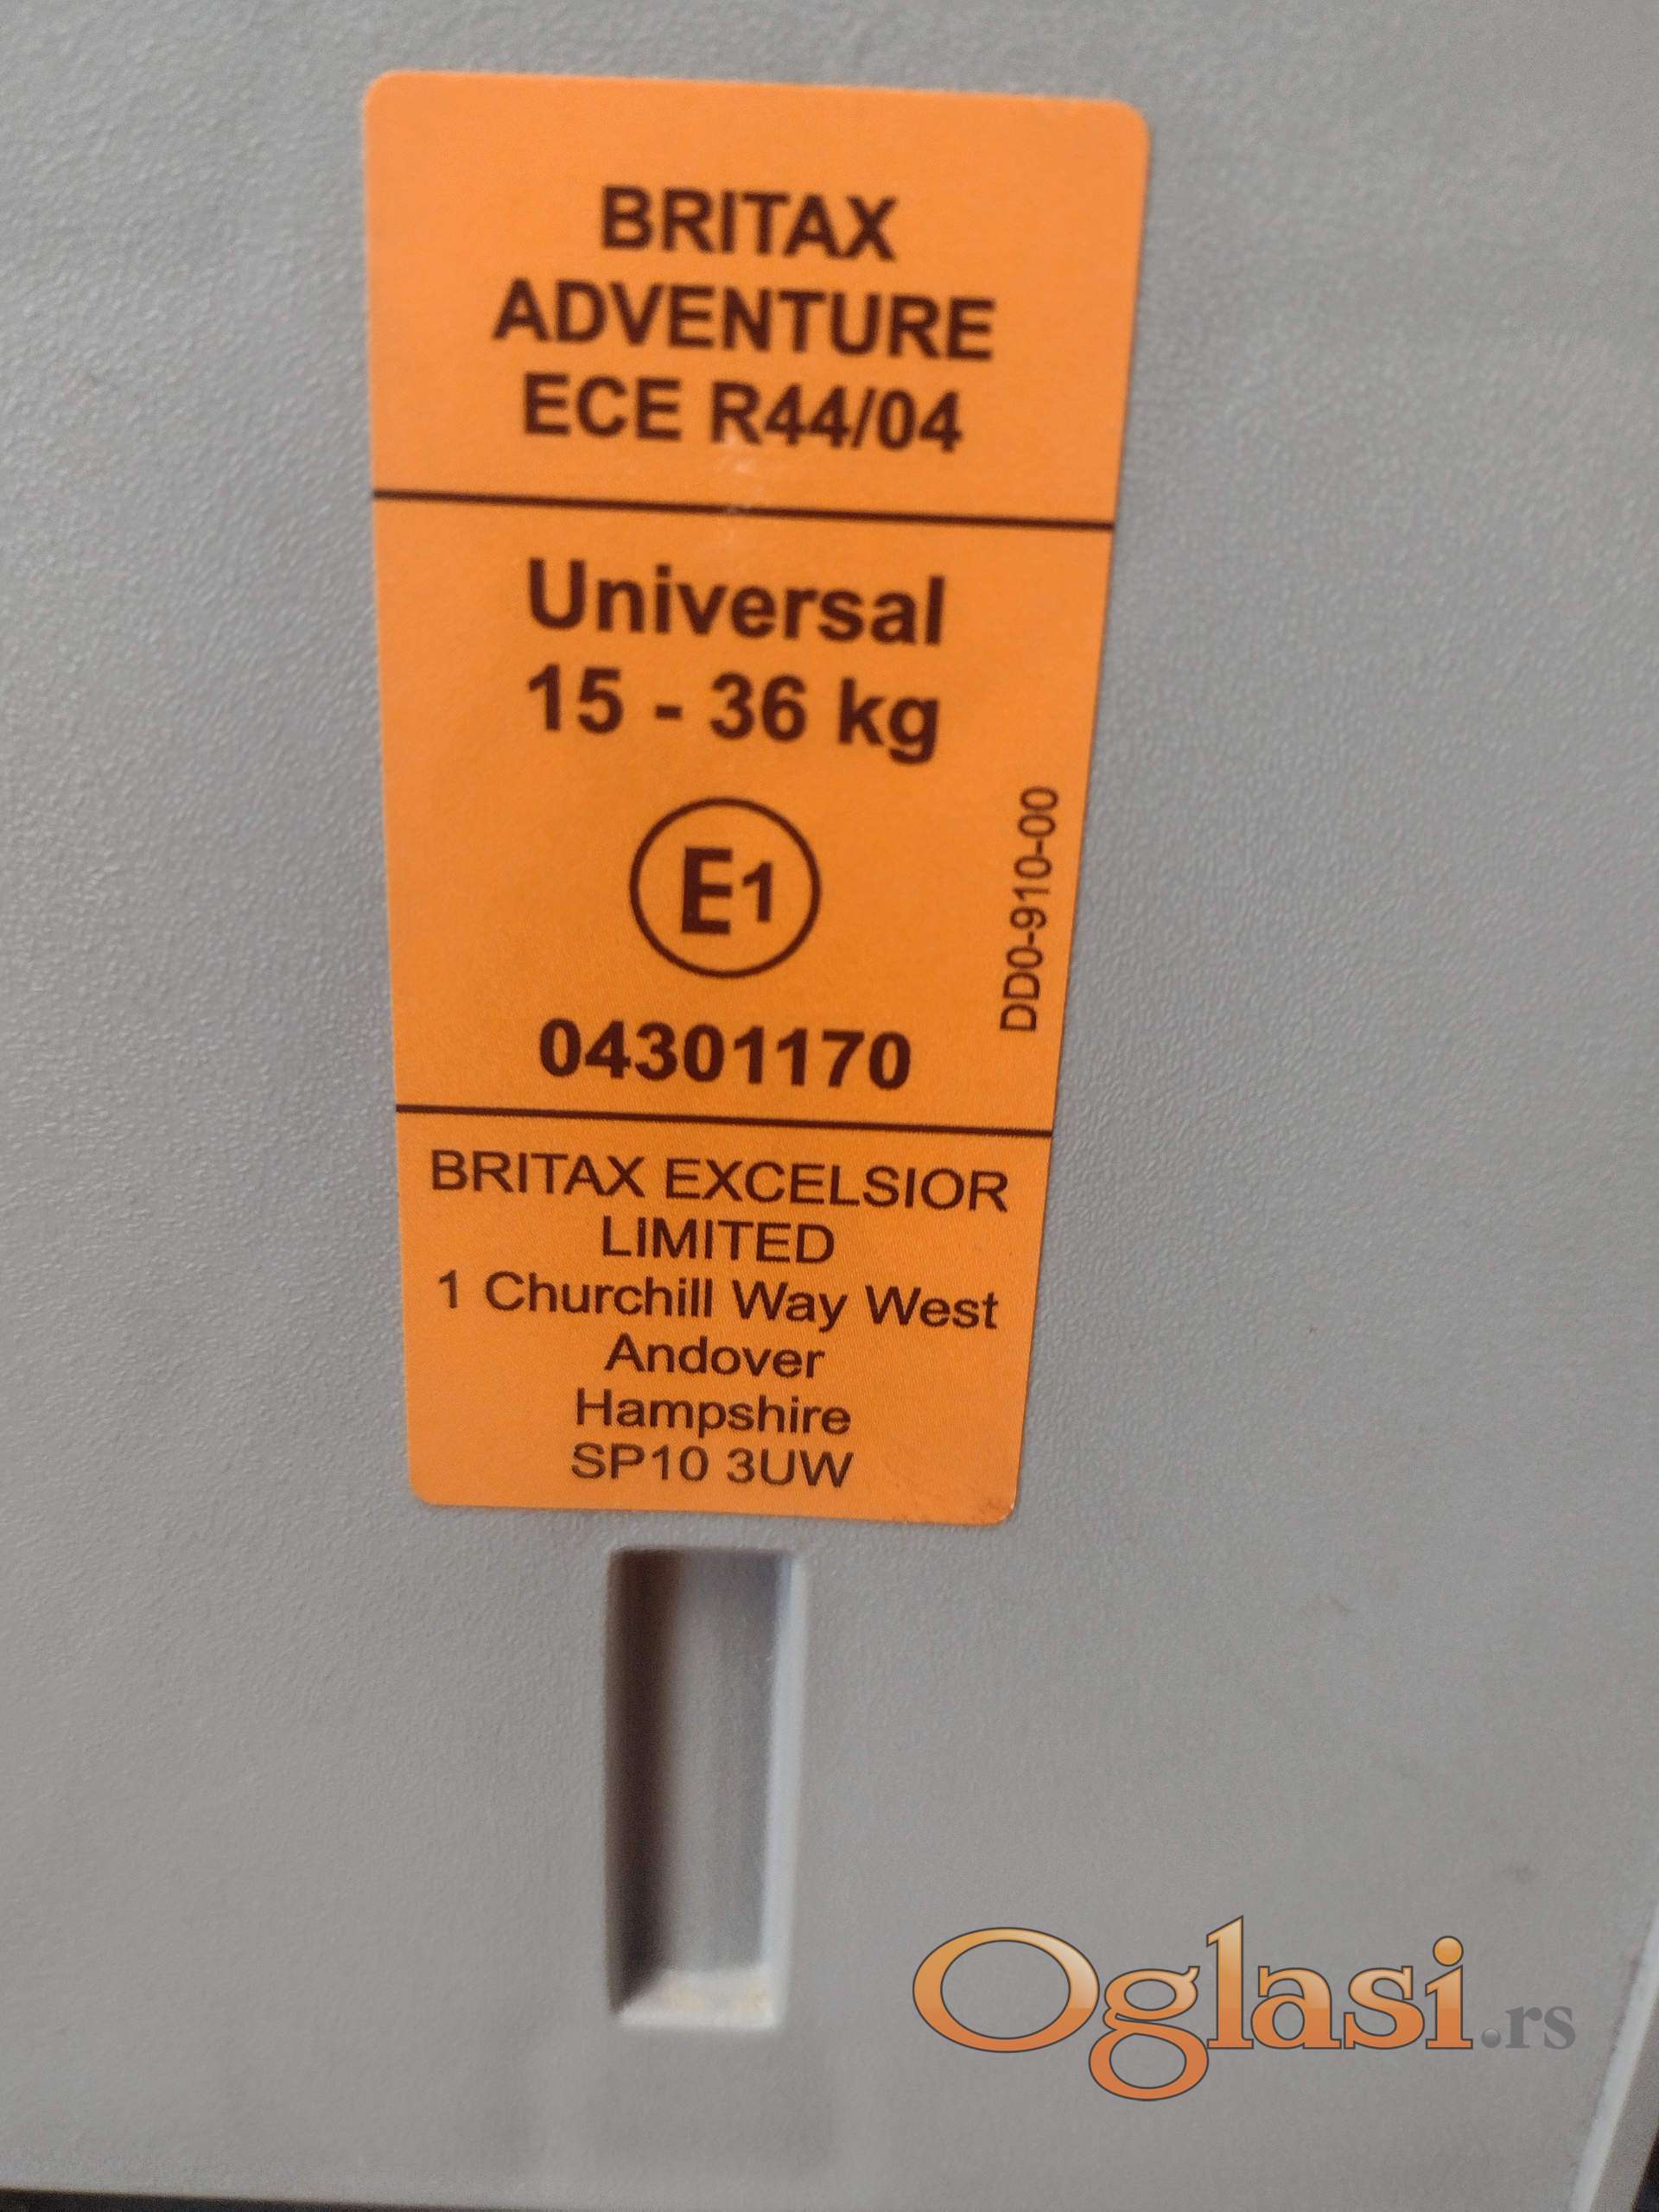 BRITAX
ADVENTURE
ECE R44/04
Universal
15 - 36 kg
E1
DD0-910-00
04301170
BRITAX EXCELSIOR
LIMITED
1 Churchill Way West
Andover
Hampshire
SP10 3UW
Oglasi.rs